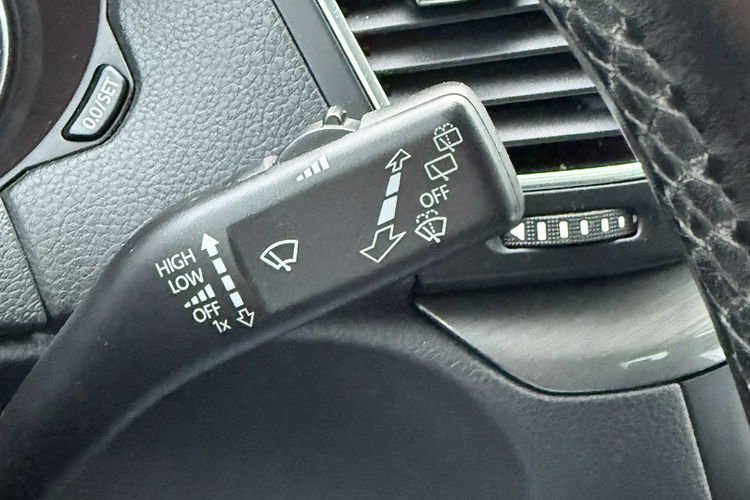 0.0/SET
OFF
HIGH
LOW
OFF
1x